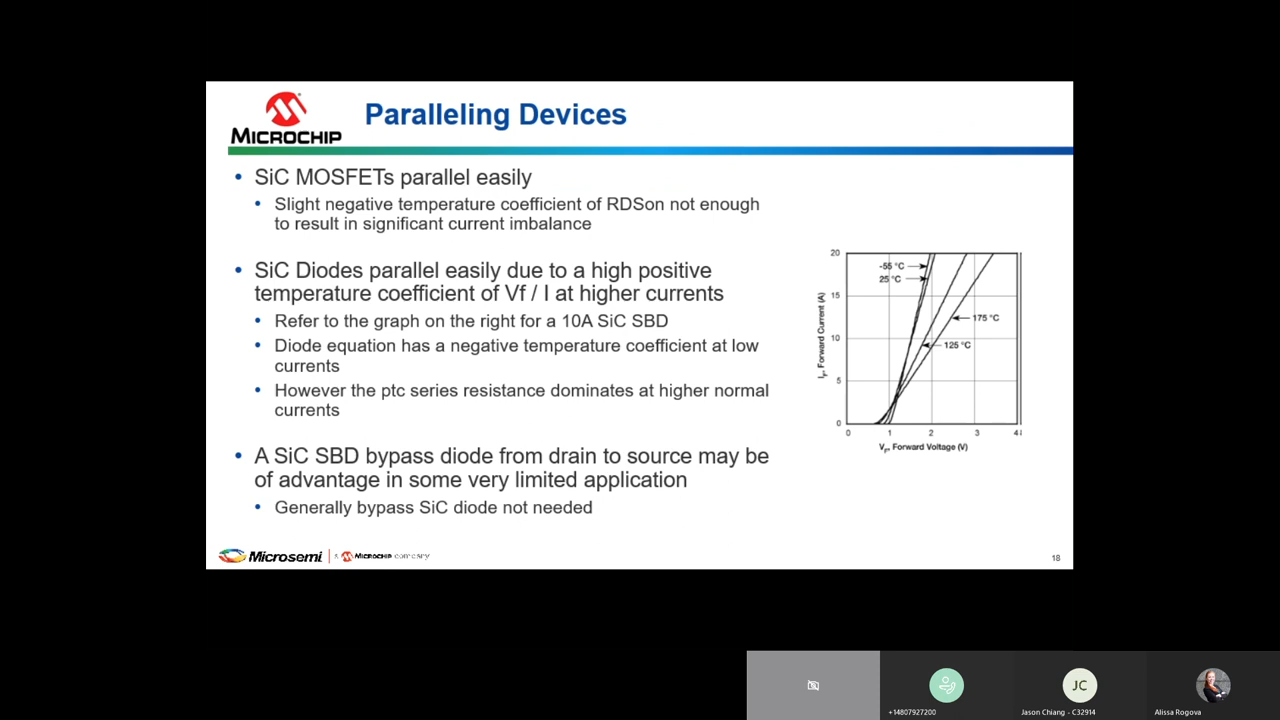 MICROCHIP
Paralleling Devices
• SiC MOSFETs parallel easily
• Slight negative temperature coefficient of RDSon not enough
to result in significant current imbalance
• SiC Diodes parallel easily due to a high positive
temperature coefficient of Vf / I at higher currents
• Refer to the graph on the right for a 10A SiC SBD
• Diode equation has a negative temperature coefficient at low
currents
• However the ptc series resistance dominates at higher normal
currents
• A SiC SBD bypass diode from drain to source may be
of advantage in some very limited application
• Generally bypass SiC diode not needed
20
15
10
5
0
IF, Forward Current (A)
-55 °C
25 °C
175 °C
125 °C
0 1 2 3 4
VF, Forward Voltage (V)
Microsemi
a MICROCHIP company
18
+14807927200
JC
Jason Chiang - C32914
Alissa Rogova